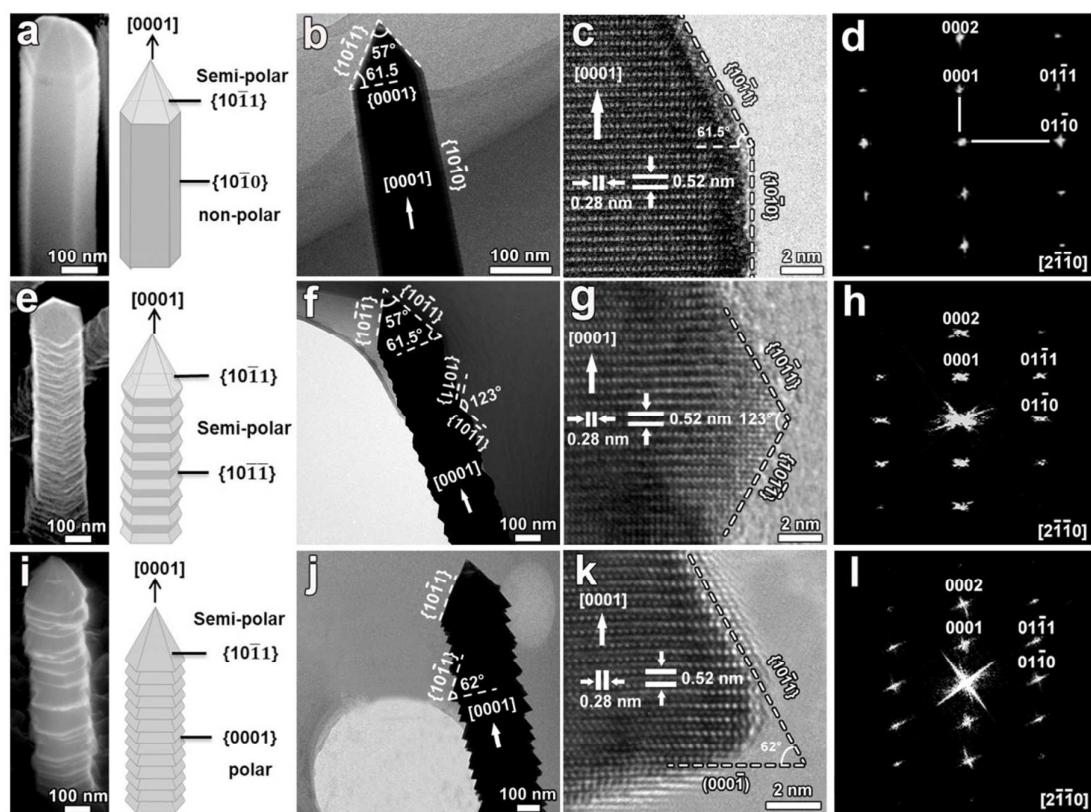 a
[0001]
Semi-polar
{101̄1}
{101̄0}
non-polar
100 nm
b
{101̄1}
57°
61.5
{0001}
{101̄0}
[0001]
100 nm
c
[0001]
{101̄1}
61.5°
{101̄0}
0.52 nm
0.28 nm
2 nm
d
0002
0001
011̄1
011̄0
[21̄1̄0]
e
[0001]
{101̄1}
Semi-polar
{101̄1̄}
100 nm
f
{101̄1}
{101̄1}
57°
61.5°
{101̄1}
123°
{101̄1̄}
[0001]
100 nm
g
[0001]
{101̄1}
0.52 nm
123°
0.28 nm
{101̄1̄}
2 nm
h
0002
0001
011̄1
011̄0
[21̄1̄0]
i
[0001]
Semi-polar
{101̄1}
{0001}
polar
100 nm
j
{101̄1}
{101̄1}
62°
[0001]
100 nm
k
[0001]
{101̄1}
0.52 nm
0.28 nm
62°
(0001̄)
2 nm
l
0002
0001
011̄1
011̄0
[21̄1̄0]